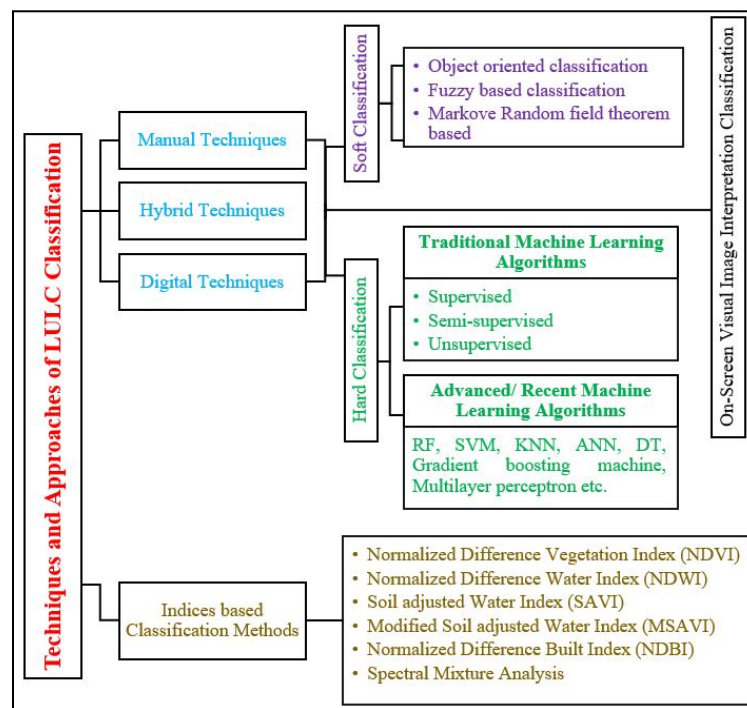 Techniques and Approaches of LULC Classification
Manual Techniques
Hybrid Techniques
Digital Techniques
Soft Classification
• Object oriented classification
• Fuzzy based classification
• Markove Random field theorem
based
Hard Classification
Traditional Machine Learning
Algorithms
• Supervised
• Semi-supervised
• Unsupervised
Advanced/ Recent Machine
Learning Algorithms
RF, SVM, KNN, ANN, DT,
Gradient boosting machine,
Multilayer perceptron etc.
On-Screen Visual Image Interpretation Classification
Indices based
Classification Methods
• Normalized Difference Vegetation Index (NDVI)
• Normalized Difference Water Index (NDWI)
• Soil adjusted Water Index (SAVI)
• Modified Soil adjusted Water Index (MSAVI)
• Normalized Difference Built Index (NDBI)
• Spectral Mixture Analysis